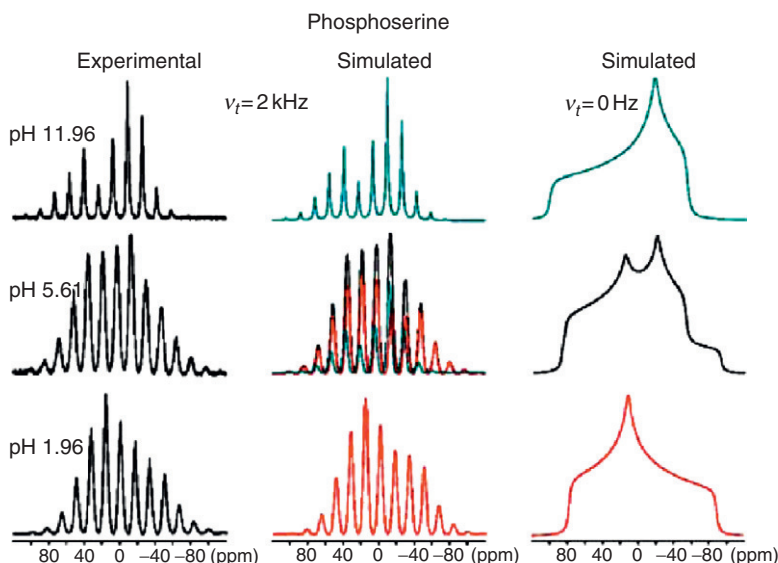 Phosphoserine
Experimental Simulated Simulated
νt= 2 kHz νt= 0 Hz
pH 11.96
pH 5.61
pH 1.96
80 40 0 −40 −80 (ppm) 80 40 0 −40 −80 (ppm) 80 40 0 −40 −80 (ppm)